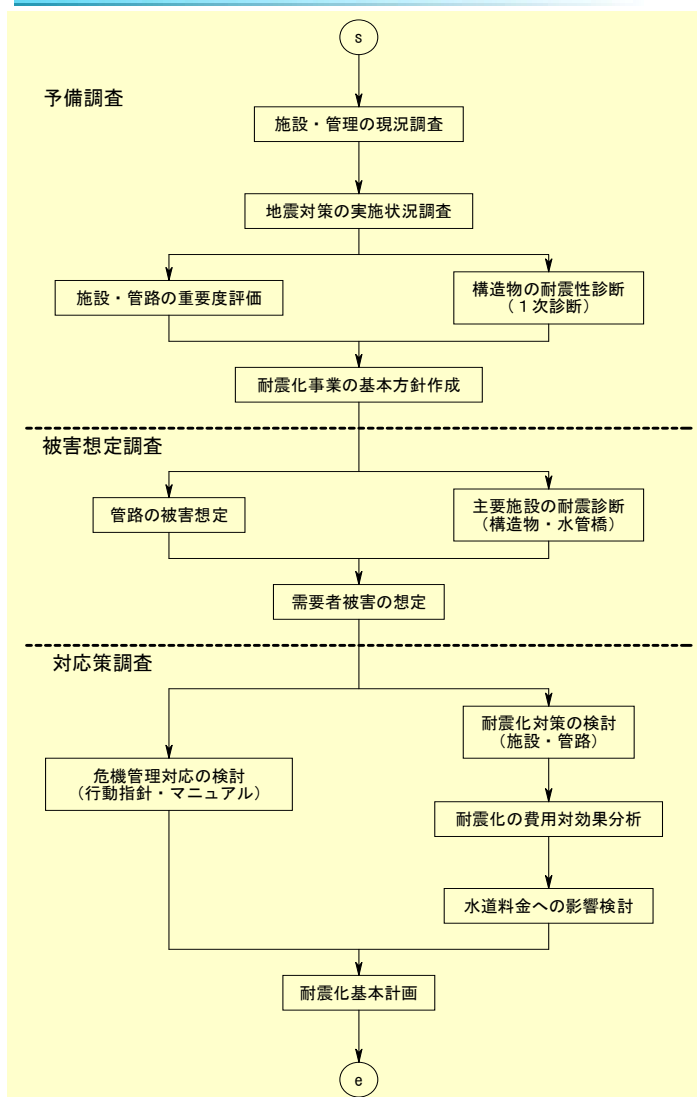 s
予備調査
施設・管理の現況調査
地震対策の実施状況調査
施設・管路の重要度評価
構造物の耐震性診断
（１次診断）
耐震化事業の基本方針作成
被害想定調査
管路の被害想定
主要施設の耐震診断
（構造物・水管橋）
需要者被害の想定
対応策調査
耐震化対策の検討
（施設・管路）
危機管理対応の検討
（行動指針・マニュアル）
耐震化の費用対効果分析
水道料金への影響検討
耐震化基本計画
e